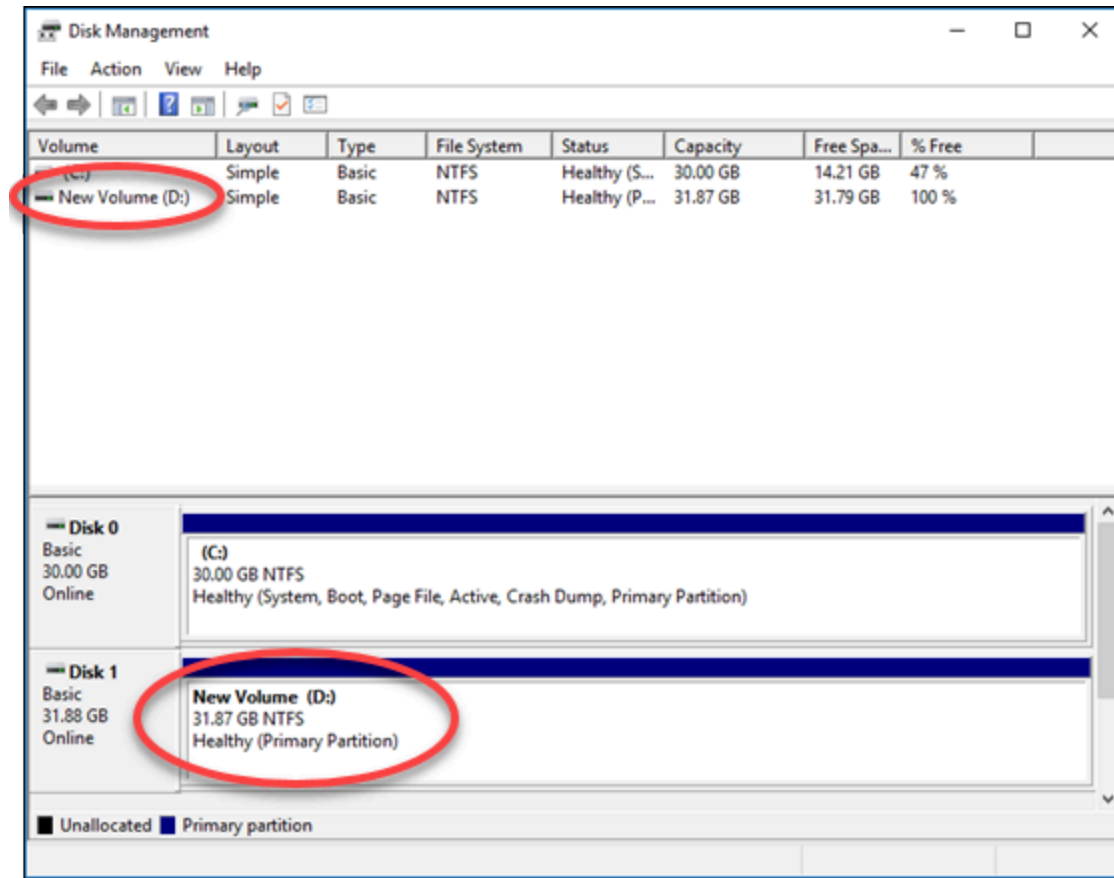 Disk Management
File Action View Help
Volume Layout Type File System Status Capacity Free Spa... % Free
(C:) Simple Basic NTFS Healthy (S... 30.00 GB 14.21 GB 47 %
New Volume (D:) Simple Basic NTFS Healthy (P... 31.87 GB 31.79 GB 100 %
Disk 0
Basic
30.00 GB
Online
(C:)
30.00 GB NTFS
Healthy (System, Boot, Page File, Active, Crash Dump, Primary Partition)
Disk 1
Basic
31.88 GB
Online
New Volume (D:)
31.87 GB NTFS
Healthy (Primary Partition)
Unallocated Primary partition